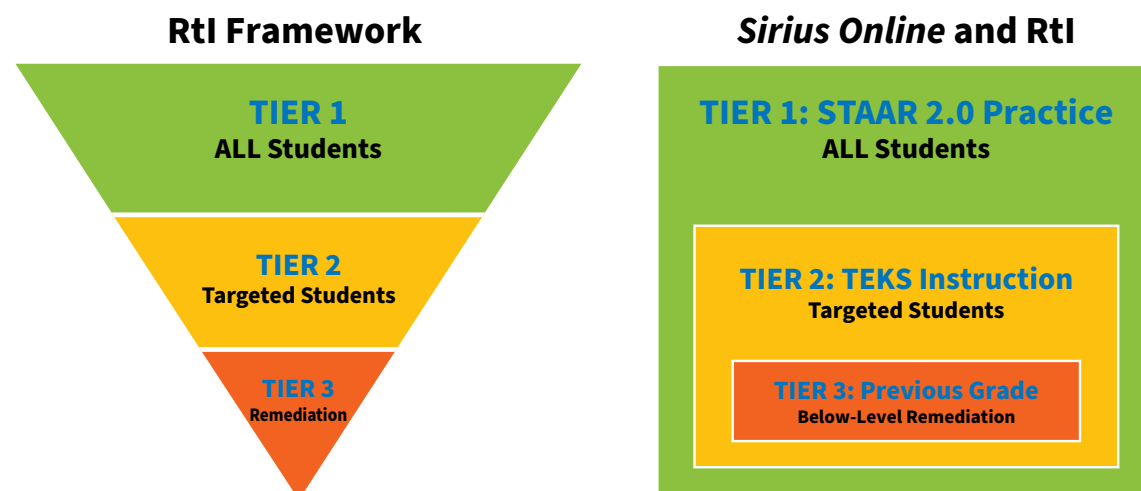 RtI Framework
TIER 1
ALL Students
TIER 2
Targeted Students
TIER 3
Remediation
Sirius Online and RtI
TIER 1: STAAR 2.0 Practice
ALL Students
TIER 2: TEKS Instruction
Targeted Students
TIER 3: Previous Grade
Below-Level Remediation